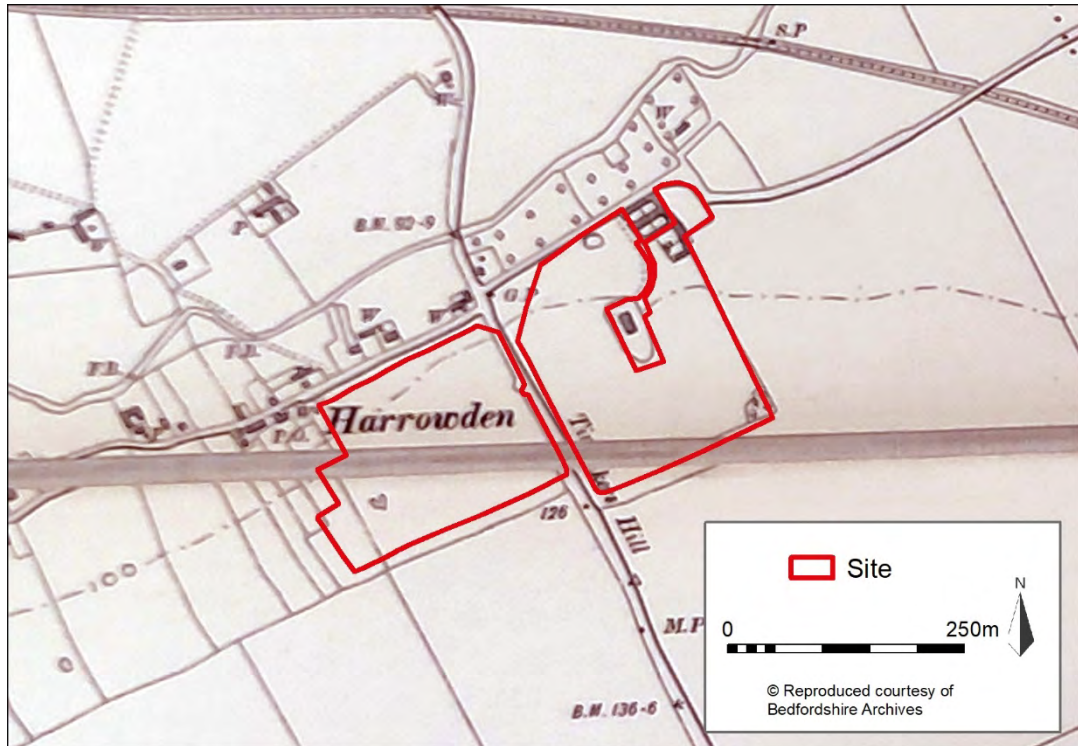 S.P
W
W
B.M. 92-9
P
G.P
W
W
F.B.
F.B.
Harrowden
P.O.
Hill
126
M.P
B.M. 136-6
Site
N
0 250m
© Reproduced courtesy of
Bedfordshire Archives